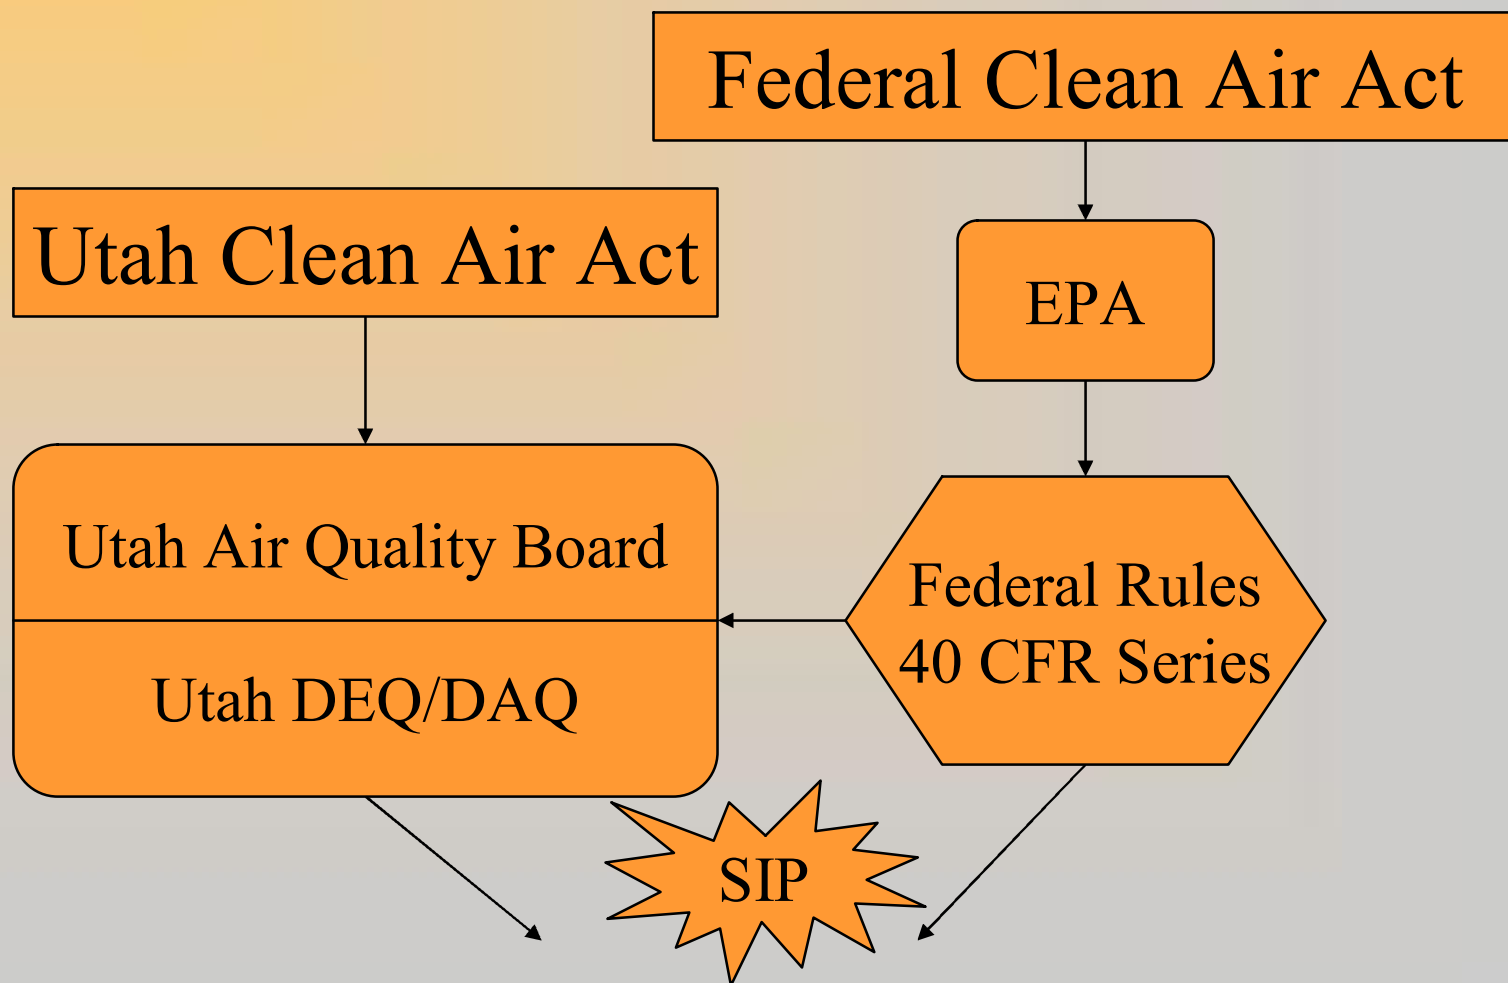 Federal Clean Air Act
Utah Clean Air Act
EPA
Utah Air Quality Board
Federal Rules
40 CFR Series
Utah DEQ/DAQ
SIP